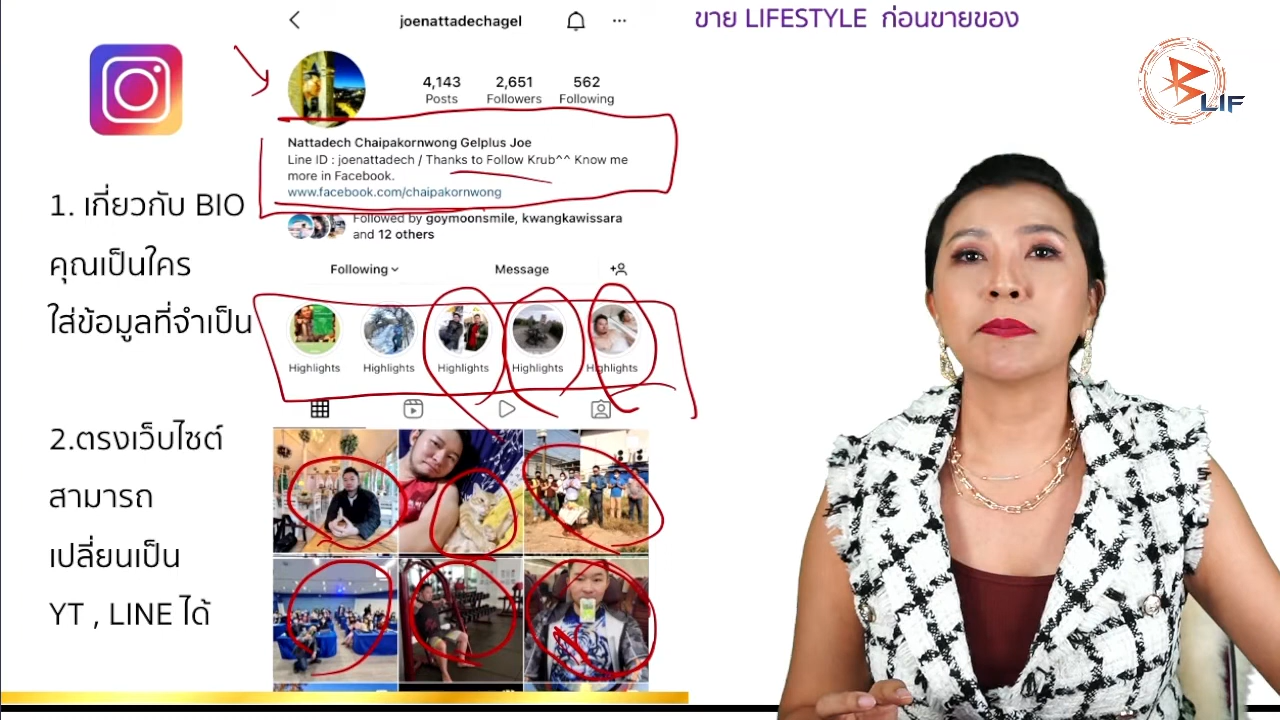 ขาย LIFESTYLE ก่อนขายของ
BLIF
joenattadechagel
4,143 2,651 562
Posts Followers Following
Nattadech Chaipakornwong Gelplus Joe
Line ID : joenattadech / Thanks to Follow Krub^^ Know me
more in Facebook.
www.facebook.com/chaipakornwong
Followed by goymoonsmile, kwangkawissara
and 12 others
Following Message
Highlights Highlights Highlights Highlights Highlights
1. เกี่ยวกับ BIO
คุณเป็นใคร
ใส่ข้อมูลที่จำเป็น
2.ตรงเว็บไซต์
สามารถ
เปลี่ยนเป็น
YT , LINE ได้